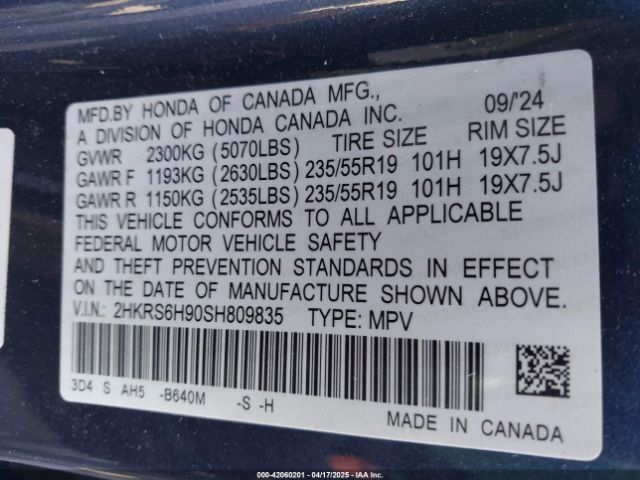 MFD.BY HONDA OF CANADA MFG.,
A DIVISION OF HONDA CANADA INC. 09/'24
GVWR 2300KG (5070LBS) TIRE SIZE RIM SIZE
GAWR F 1193KG (2630LBS) 235/55R19 101H 19X7.5J
GAWR R 1150KG (2535LBS) 235/55R19 101H 19X7.5J
THIS VEHICLE CONFORMS TO ALL APPLICABLE
FEDERAL MOTOR VEHICLE SAFETY
AND THEFT PREVENTION STANDARDS IN EFFECT
ON THE DATE OF MANUFACTURE SHOWN ABOVE.
V.I.N.: 2HKRS6H90SH809835 TYPE: MPV
3D4 S AH5 -B640M -S -H
MADE IN CANADA
000-42060201 - 04/17/2025 - IAA Inc.